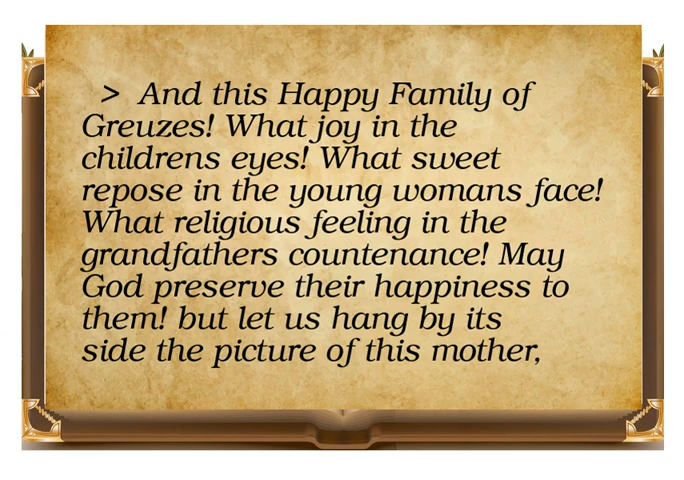 > And this Happy Family of
Greuzes! What joy in the
childrens eyes! What sweet
repose in the young womans face!
What religious feeling in the
grandfathers countenance! May
God preserve their happiness to
them! but let us hang by its
side the picture of this mother,